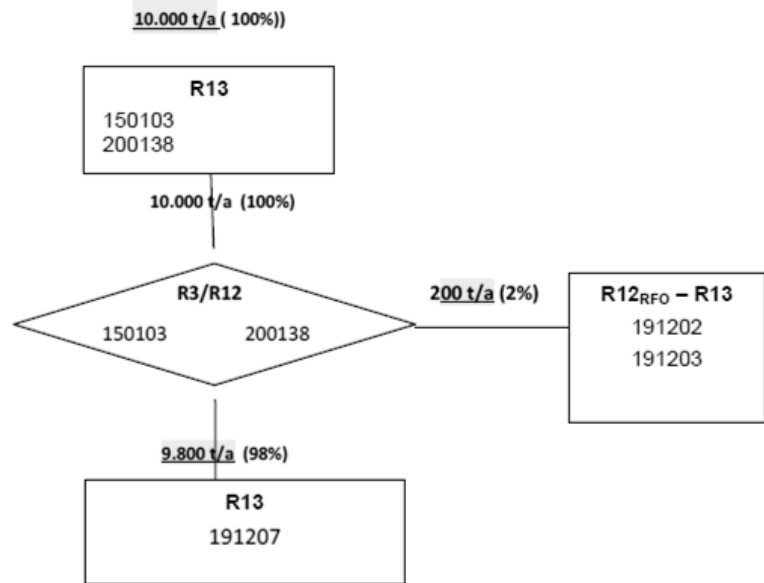 10.000 t/a ( 100%))
R13
150103
200138
10.000 t/a (100%)
R3/R12
150103 200138
200 t/a (2%)
R12RFO – R13
191202
191203
9.800 t/a (98%)
R13
191207